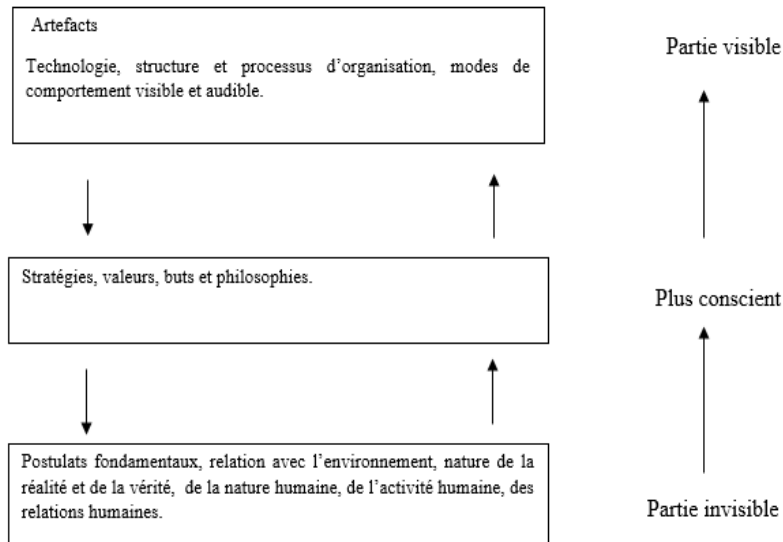 Artefacts
Partie visible
Technologie, structure et processus d’organisation, modes de
comportement visible et audible.
Stratégies, valeurs, buts et philosophies.
Plus conscient
Postulats fondamentaux, relation avec l’environnement, nature de la
réalité et de la vérité, de la nature humaine, de l’activité humaine, des
relations humaines.
Partie invisible